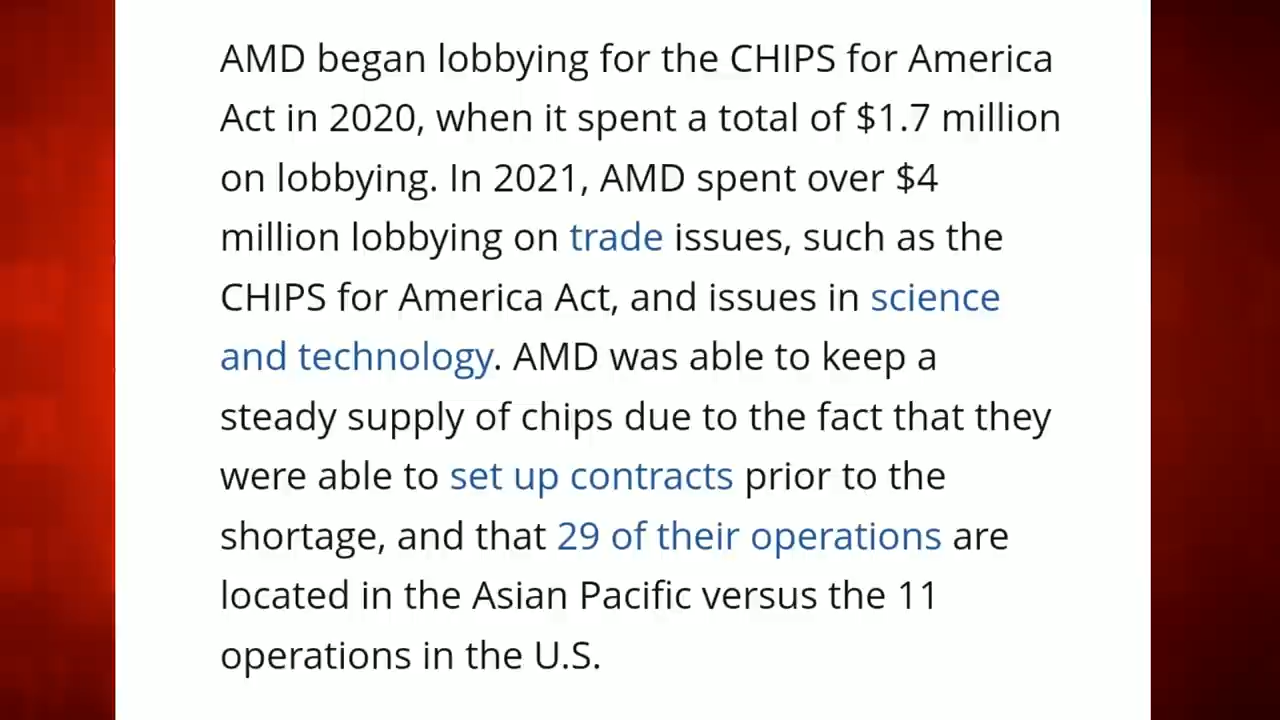 AMD began lobbying for the CHIPS for America
Act in 2020, when it spent a total of $1.7 million
on lobbying. In 2021, AMD spent over $4
million lobbying on trade issues, such as the
CHIPS for America Act, and issues in science
and technology. AMD was able to keep a
steady supply of chips due to the fact that they
were able to set up contracts prior to the
shortage, and that 29 of their operations are
located in the Asian Pacific versus the 11
operations in the U.S.